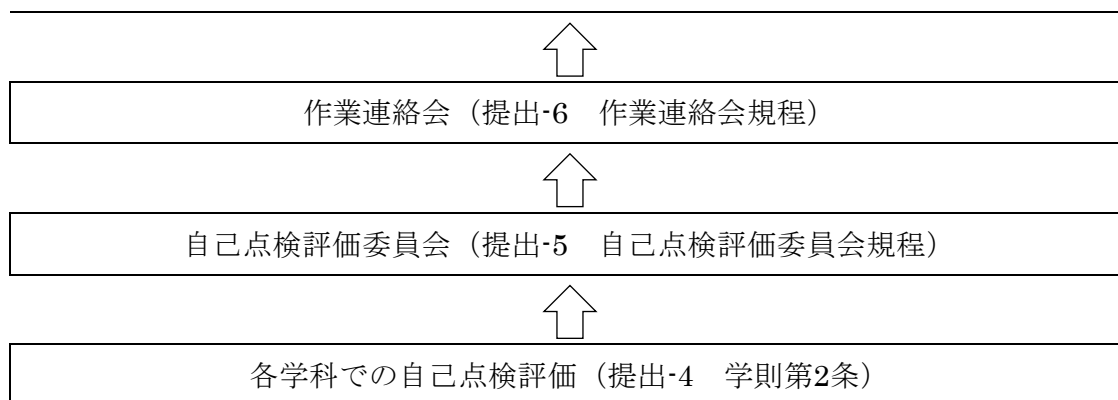 作業連絡会（提出-6　作業連絡会規程）
自己点検評価委員会（提出-5　自己点検評価委員会規程）
各学科での自己点検評価（提出-4　学則第2条）